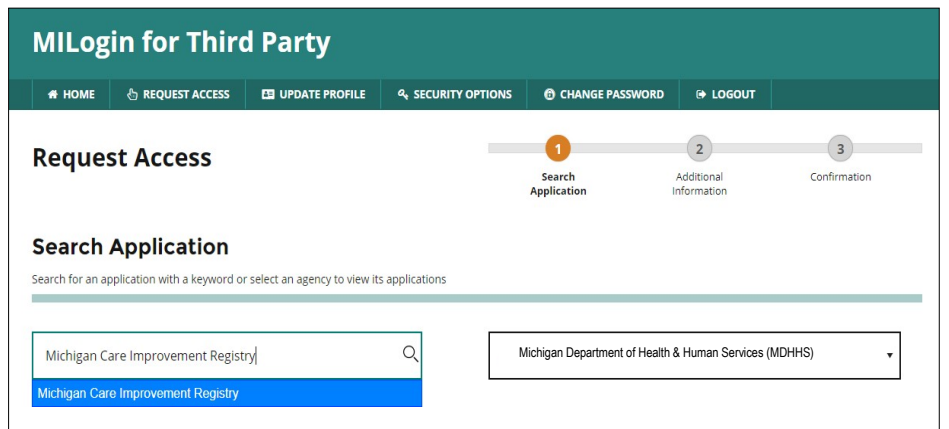 MILogin for Third Party
HOME REQUEST ACCESS UPDATE PROFILE SECURITY OPTIONS CHANGE PASSWORD LOGOUT
Request Access
1 2 3
Search Additional Confirmation
Application Information
Search Application
Search for an application with a keyword or select an agency to view its applications
Michigan Care Improvement Registry Michigan Department of Health & Human Services (MDHHS)
Michigan Care Improvement Registry